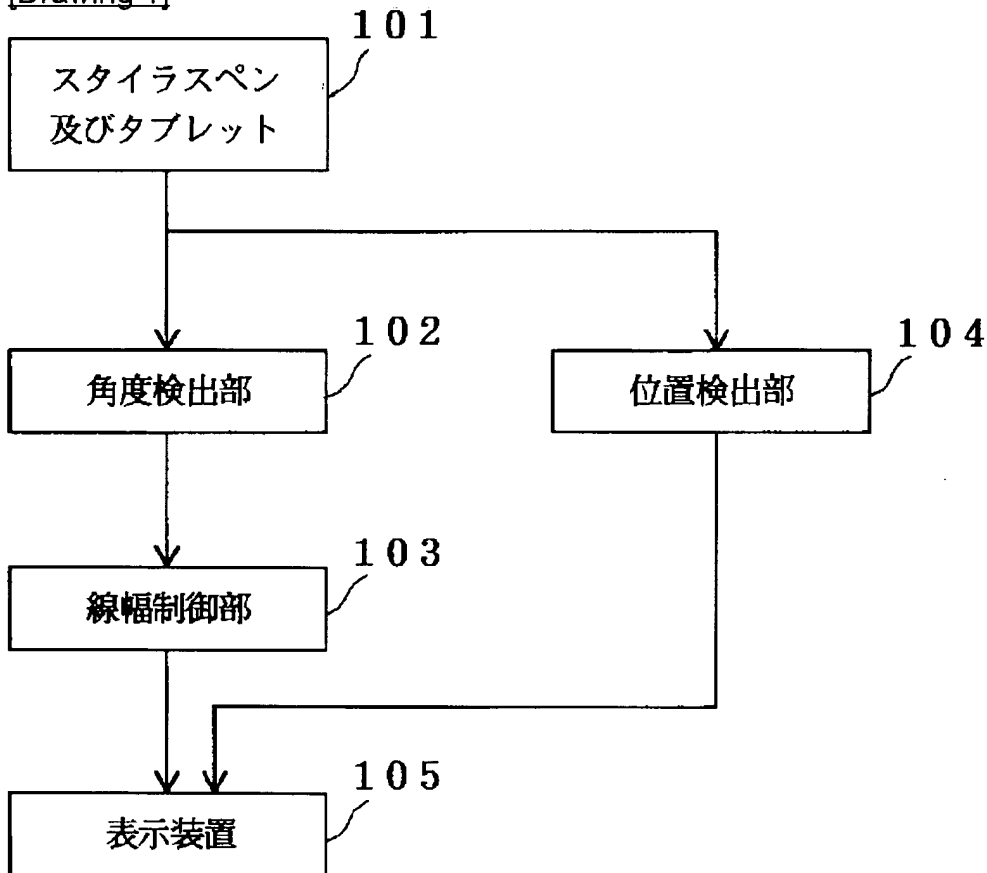 [Drawing 1]
101
スタイラスペン
及びタブレット
102
角度検出部
104
位置検出部
103
線幅制御部
105
表示装置